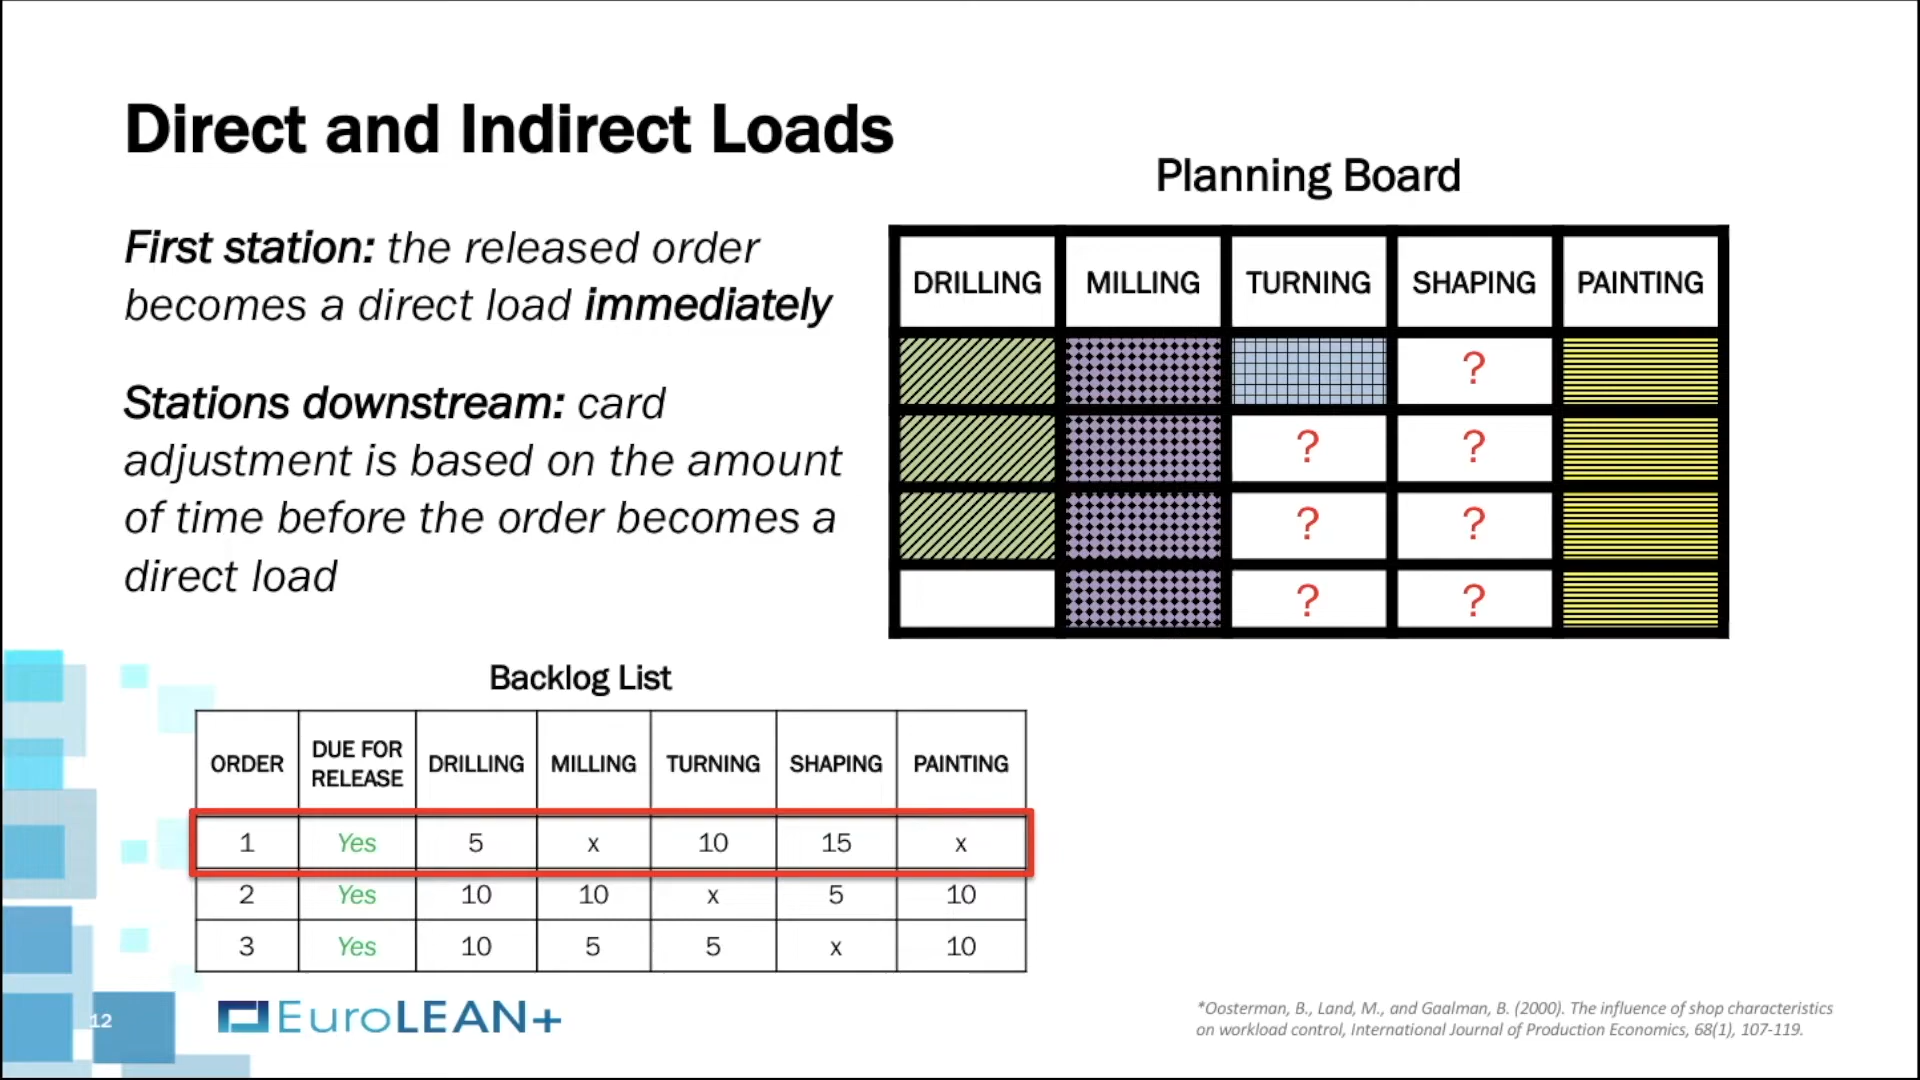 Direct and Indirect Loads
First station: the released order
becomes a direct load immediately
Stations downstream: card
adjustment is based on the amount
of time before the order becomes a
direct load
Planning Board
DRILLING MILLING TURNING SHAPING PAINTING
?
? ?
? ?
? ?
Backlog List
ORDER DUE FOR RELEASE DRILLING MILLING TURNING SHAPING PAINTING
1 Yes 5 x 10 15 x
2 Yes 10 10 x 5 10
3 Yes 10 5 5 x 10
12
EuroLEAN+
*Oosterman, B., Land, M., and Gaalman, B. (2000). The influence of shop characteristics
on workload control, International Journal of Production Economics, 68(1), 107-119.